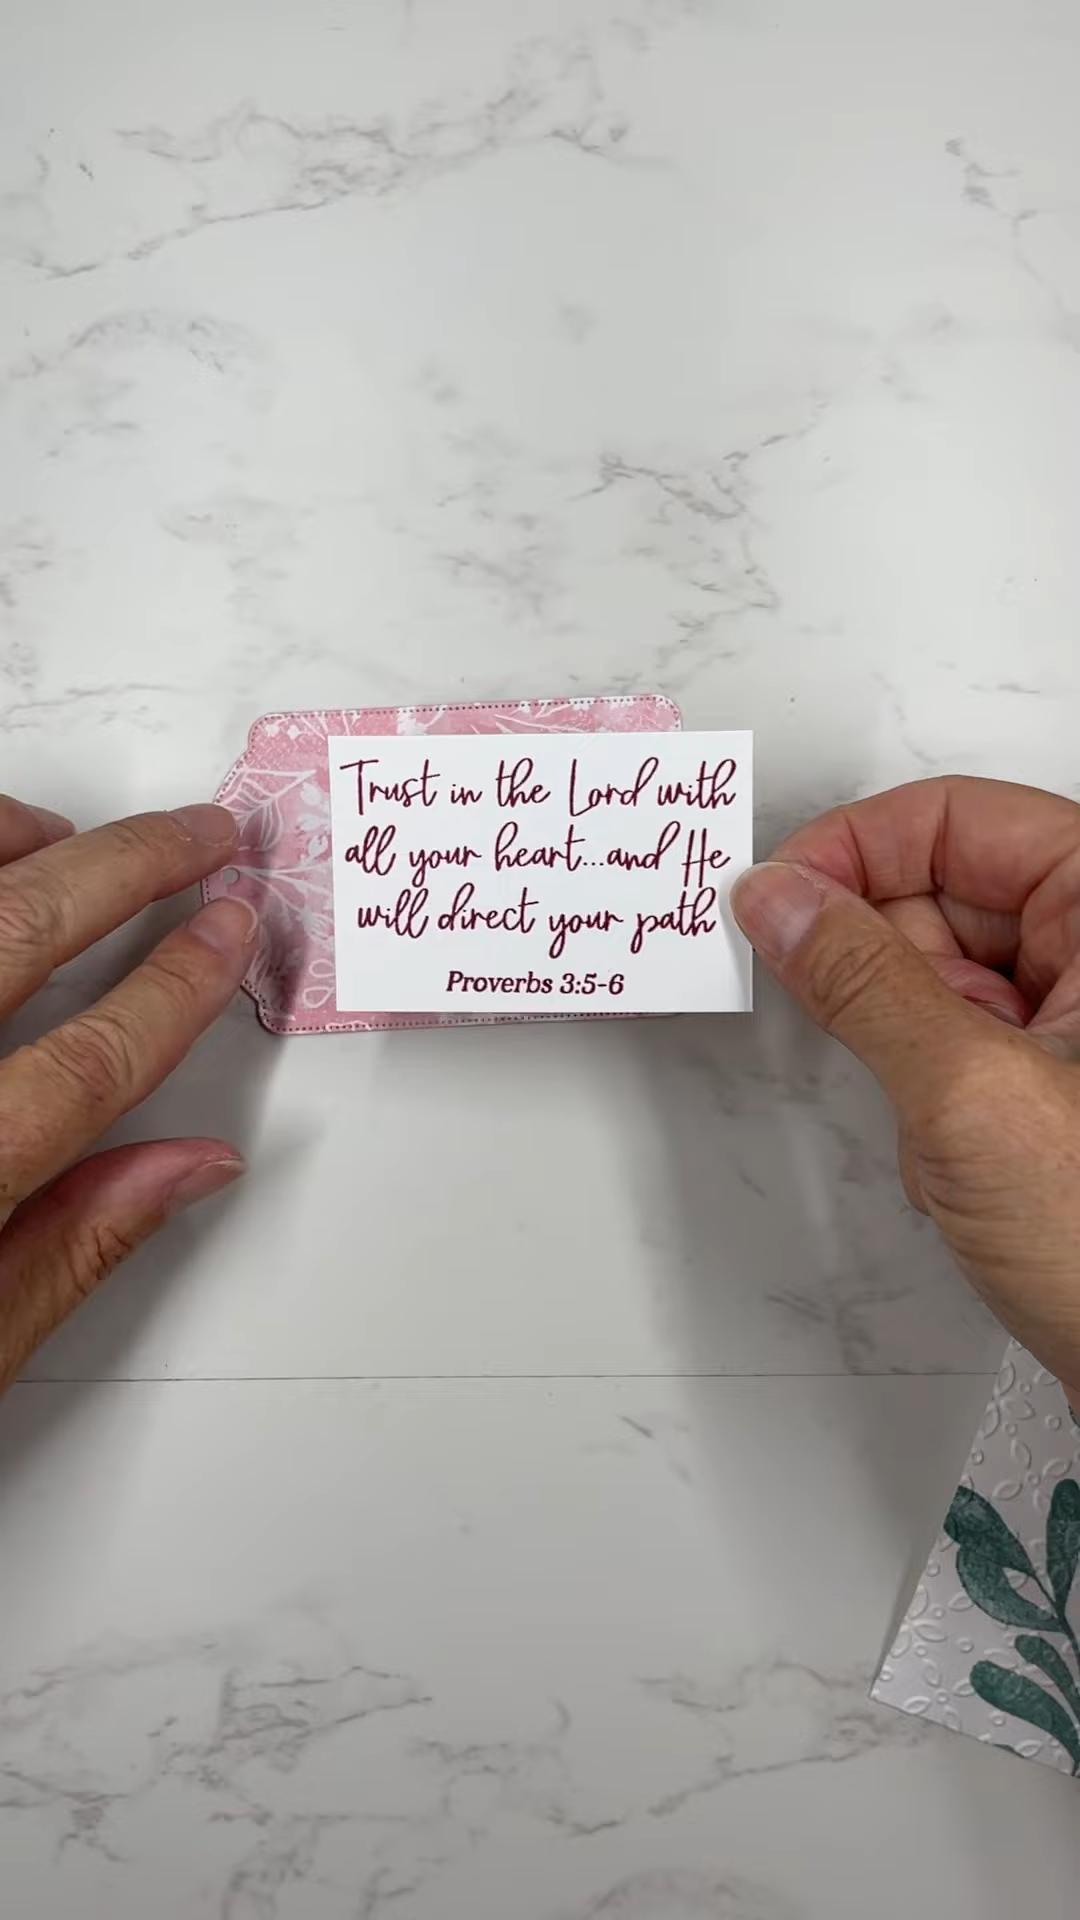 Trust in the Lord with
all your heart...and He
will direct your path
Proverbs 3:5-6